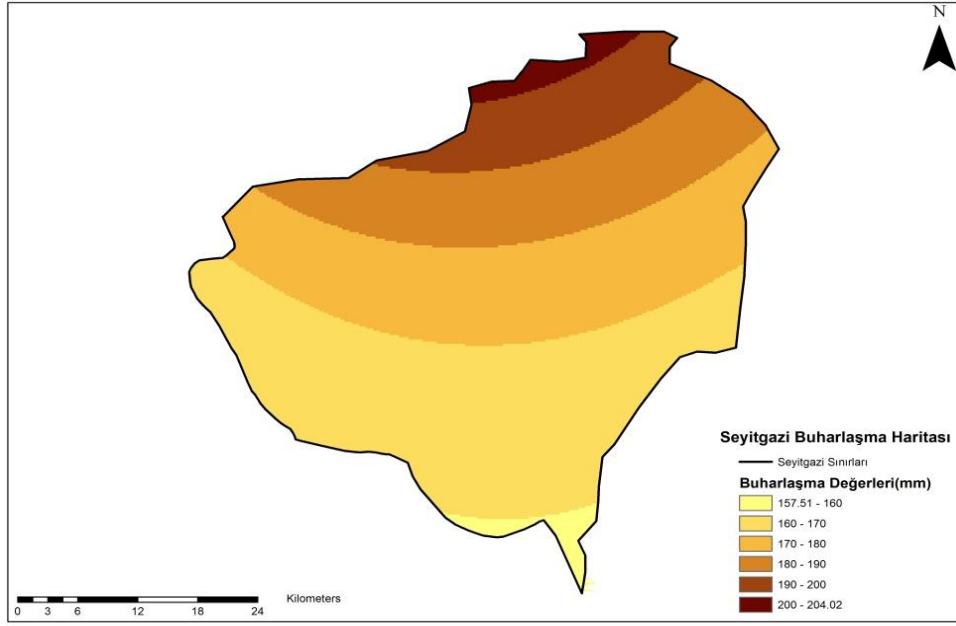 N
Seyitgazi Buharlaşma Haritası
Seyitgazi Sınırları
Buharlaşma Değerleri(mm)
157.51 - 160
160 - 170
170 - 180
180 - 190
190 - 200
200 - 204.02
Kilometers
0 3 6 12 18 24